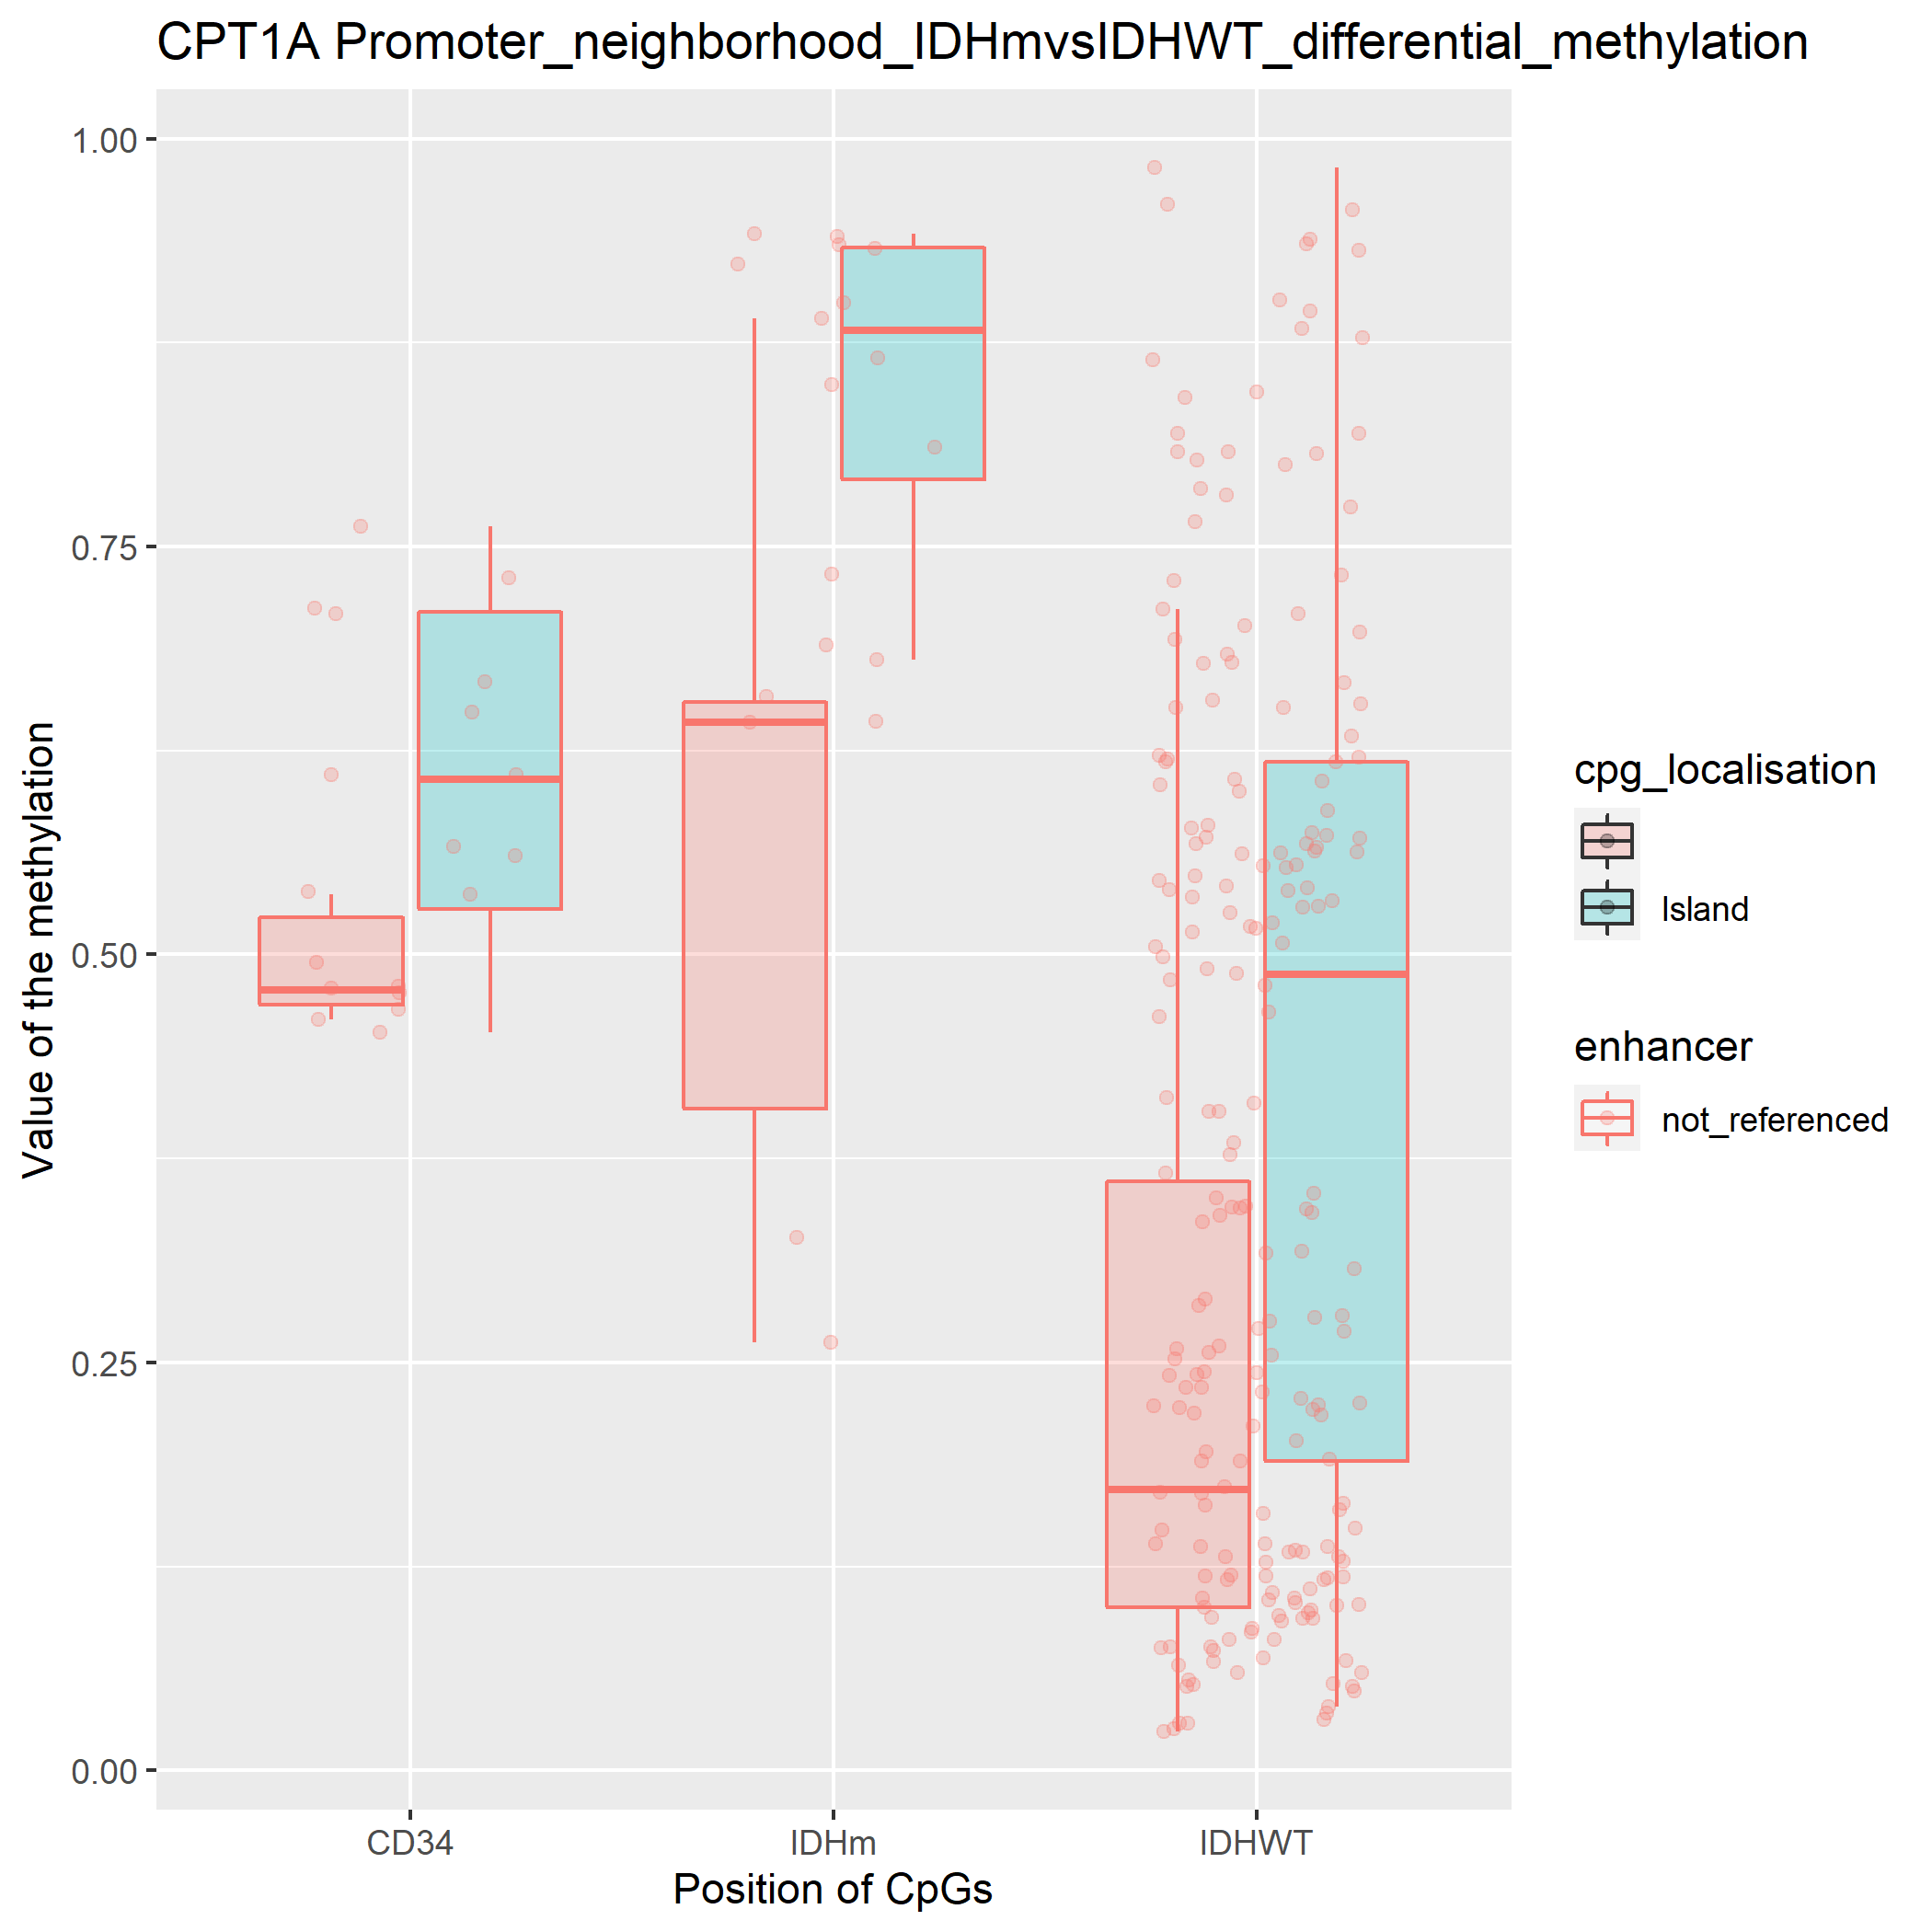 CPT1A Promoter_neighborhood_IDHmvsIDHWT_differential_methylation
1.00
0.75
0.50
0.25
0.00
Value of the methylation
CD34 IDHm IDHWT
Position of CpGs
cpg_localisation
Island
enhancer
not_referenced